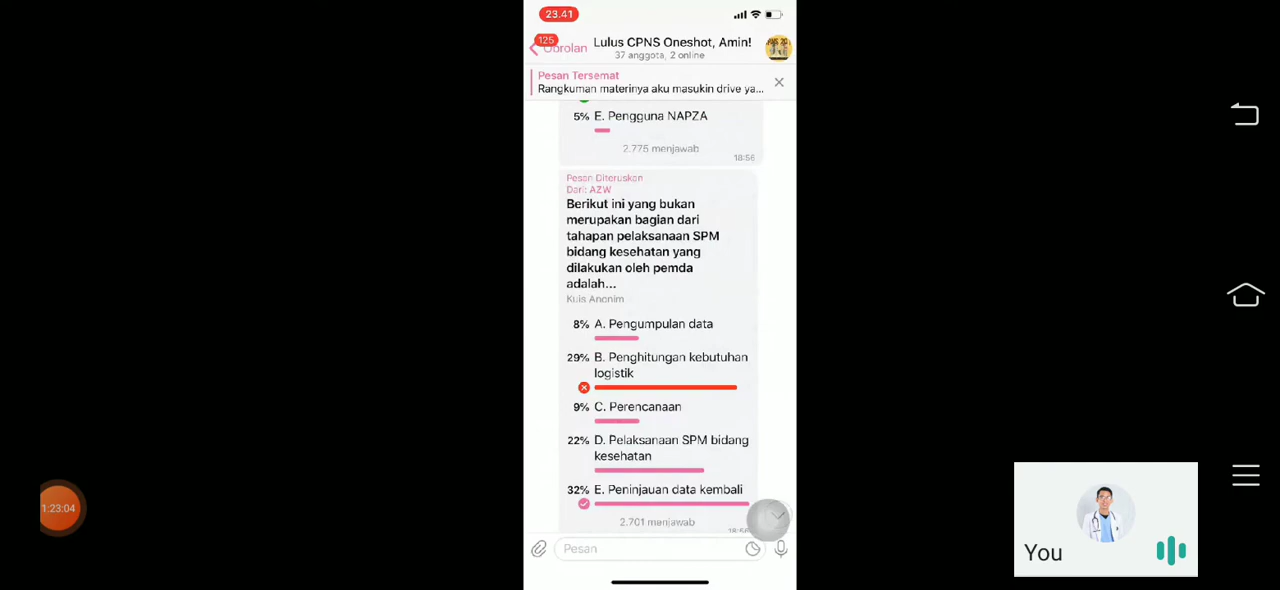 23.41
125
Obrolan
Lulus CPNS Oneshot, Amin!
37 anggota, 2 online
Pesan Tersemat
Rangkuman materinya aku masukin drive ya...
5% E. Pengguna NAPZA
2.775 menjawab
18:56
Pesan Diteruskan
Dari: AZW
Berikut ini yang bukan
merupakan bagian dari
tahapan pelaksanaan SPM
bidang kesehatan yang
dilakukan oleh pemda
adalah...
Kuis Anonim
8% A. Pengumpulan data
29% B. Penghitungan kebutuhan
logistik
9% C. Perencanaan
22% D. Pelaksanaan SPM bidang
kesehatan
32% E. Peninjauan data kembali
2.701 menjawab
18:56
Pesan
1:23:04
You